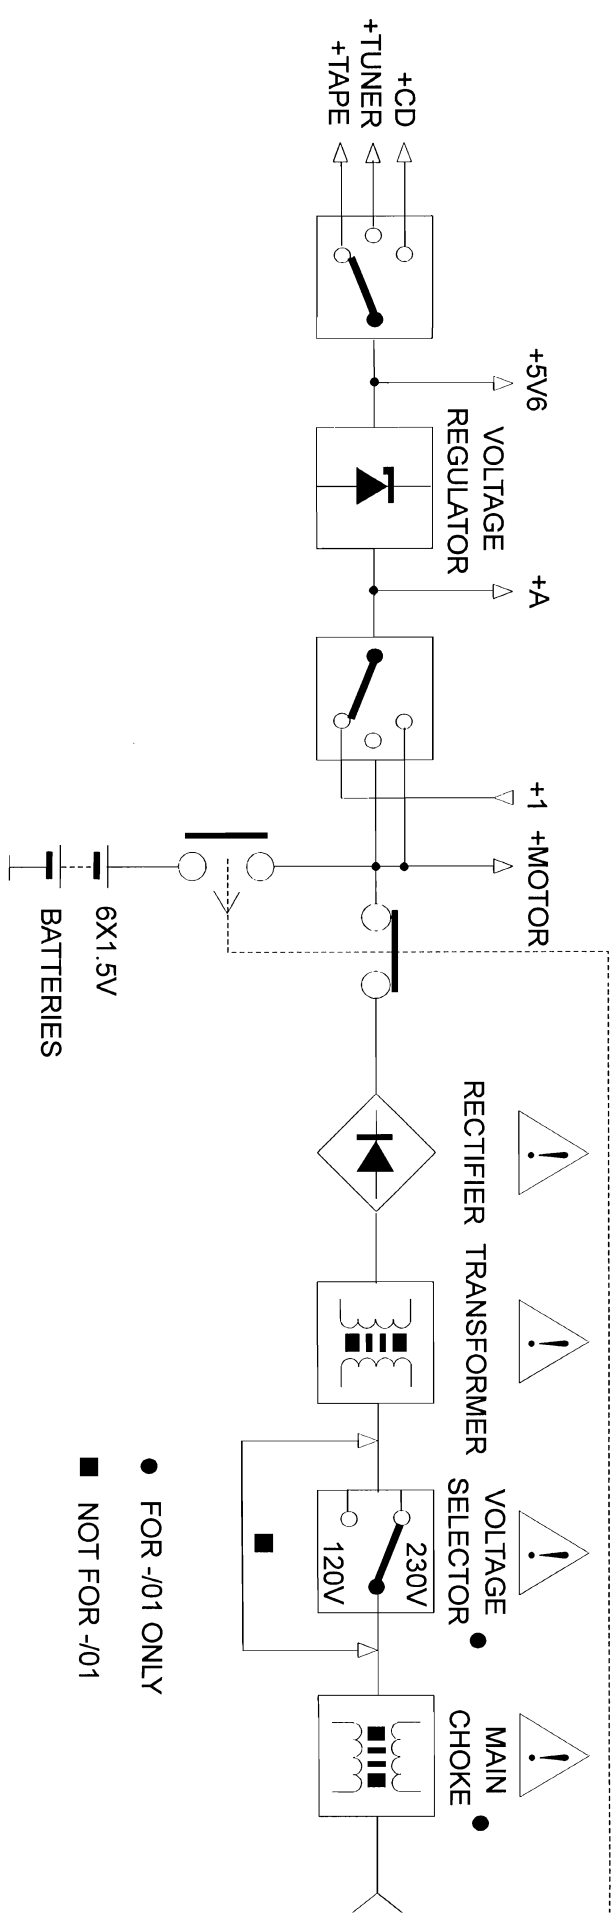 +CD
+TUNER
+TAPE
+5V6
VOLTAGE
REGULATOR
+A
+1
+MOTOR
6X1.5V
BATTERIES
RECTIFIER
TRANSFORMER
VOLTAGE
SELECTOR ●
230V
120V
MAIN
CHOKE ●
● FOR -/01 ONLY
■ NOT FOR -/01
!
!
!
!